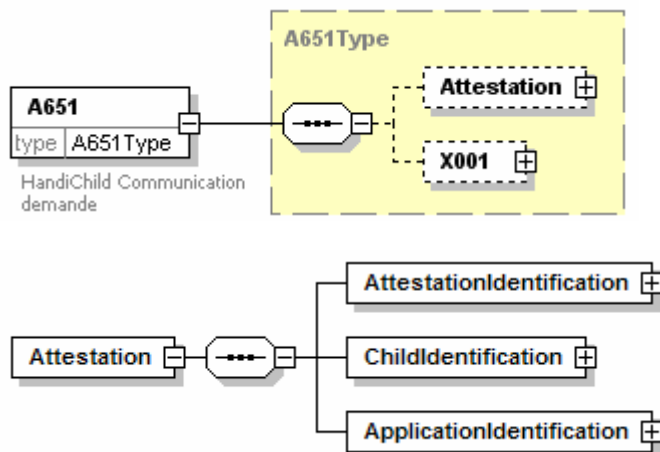 A651Type
Attestation
A651
type A651Type
X001
HandiChild Communication
demande
AttestationIdentification
Attestation
ChildIdentification
ApplicationIdentification